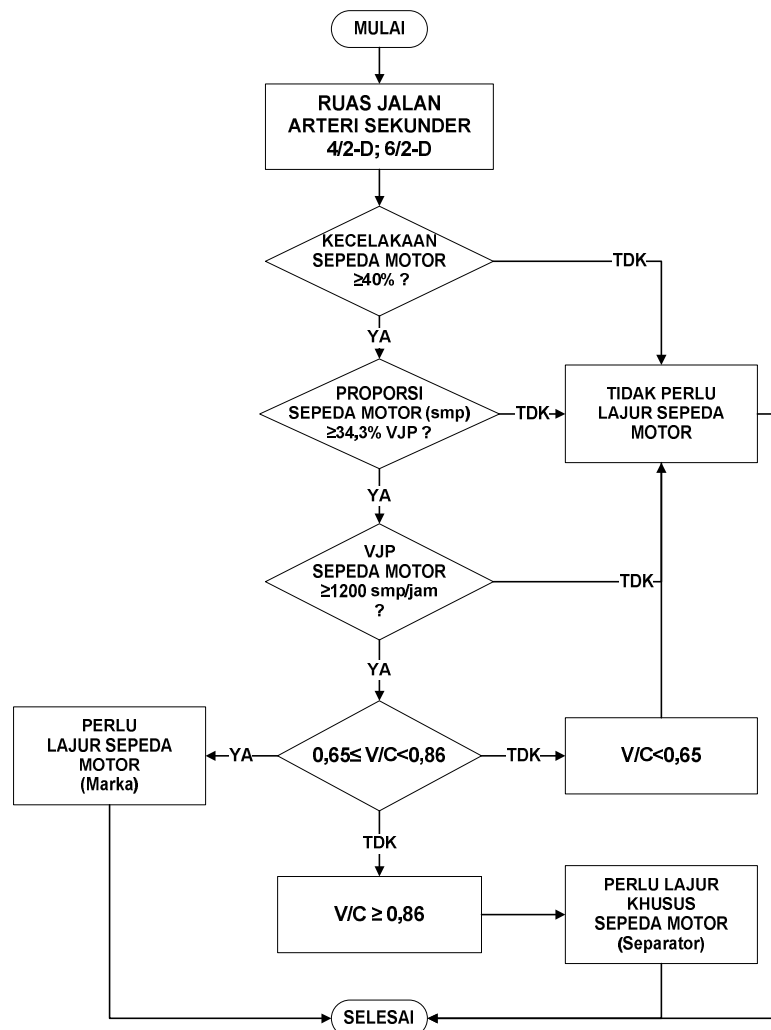 MULAI
RUAS JALAN
ARTERI SEKUNDER
4/2-D; 6/2-D
KECELAKAAN
SEPEDA MOTOR
≥40% ?
TDK
YA
PROPORSI
SEPEDA MOTOR (smp)
≥34,3% VJP ?
TDK
TIDAK PERLU
LAJUR SEPEDA
MOTOR
YA
VJP
SEPEDA MOTOR
≥1200 smp/jam
?
TDK
YA
PERLU
LAJUR SEPEDA
MOTOR
(Marka)
YA
0,65≤ V/C<0,86
TDK
V/C<0,65
TDK
V/C ≥ 0,86
PERLU LAJUR
KHUSUS
SEPEDA MOTOR
(Separator)
SELESAI